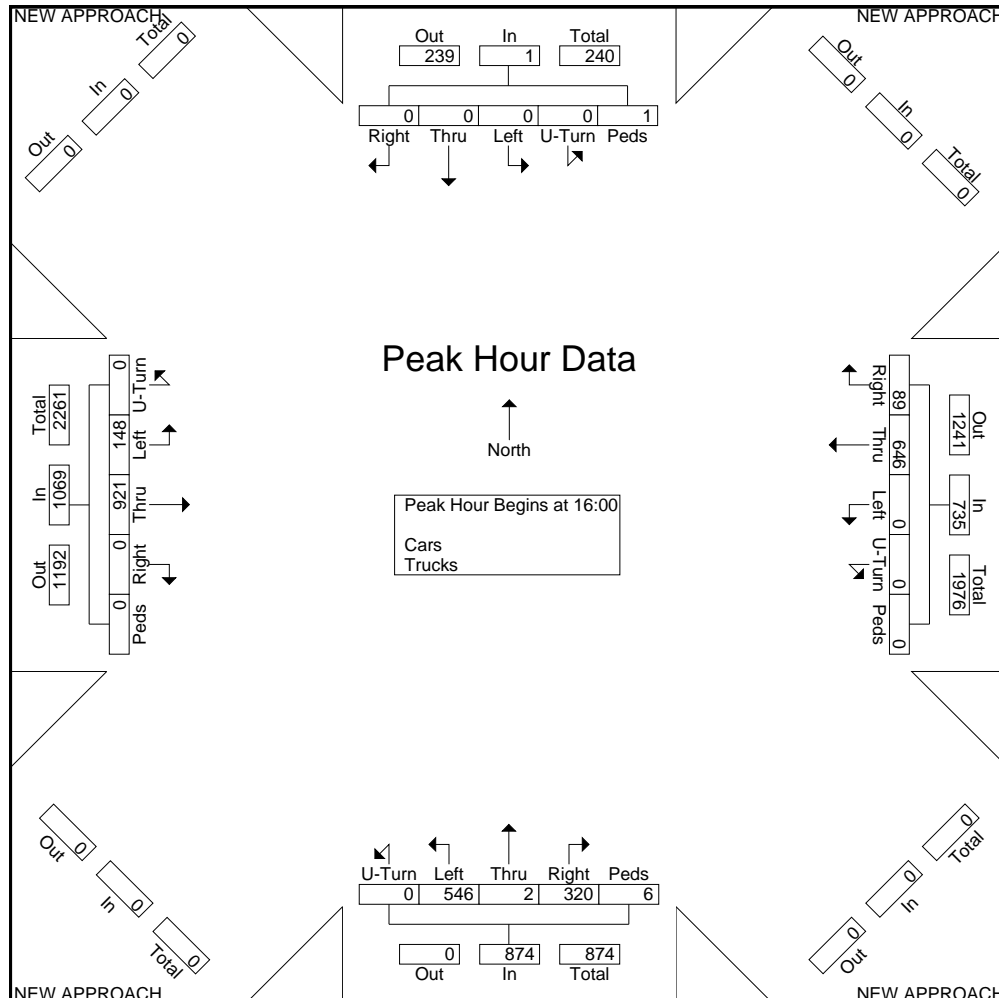 NEW APPROACH
NEW APPROACH
Total
0
In
0
Out
0
Out In Total
239 1 240
0 0 0 0 1
Right Thru Left U-Turn Peds
Out
0
In
0
Total
0
Peak Hour Data
North
Peak Hour Begins at 16:00
Cars
Trucks
Total
2261
In
1069
Out
1192
0
U-Turn
148
Left
921
Thru
0
Right
0
Peds
Right
89
Thru
646
Left
0
U-Turn
0
Peds
0
Out
1241
In
735
Total
1976
U-Turn Left Thru Right Peds
0 546 2 320 6
0 874 874
Out In Total
0
Out
0
In
0
Total
0
Total
0
In
0
Out
NEW APPROACH
NEW APPROACH